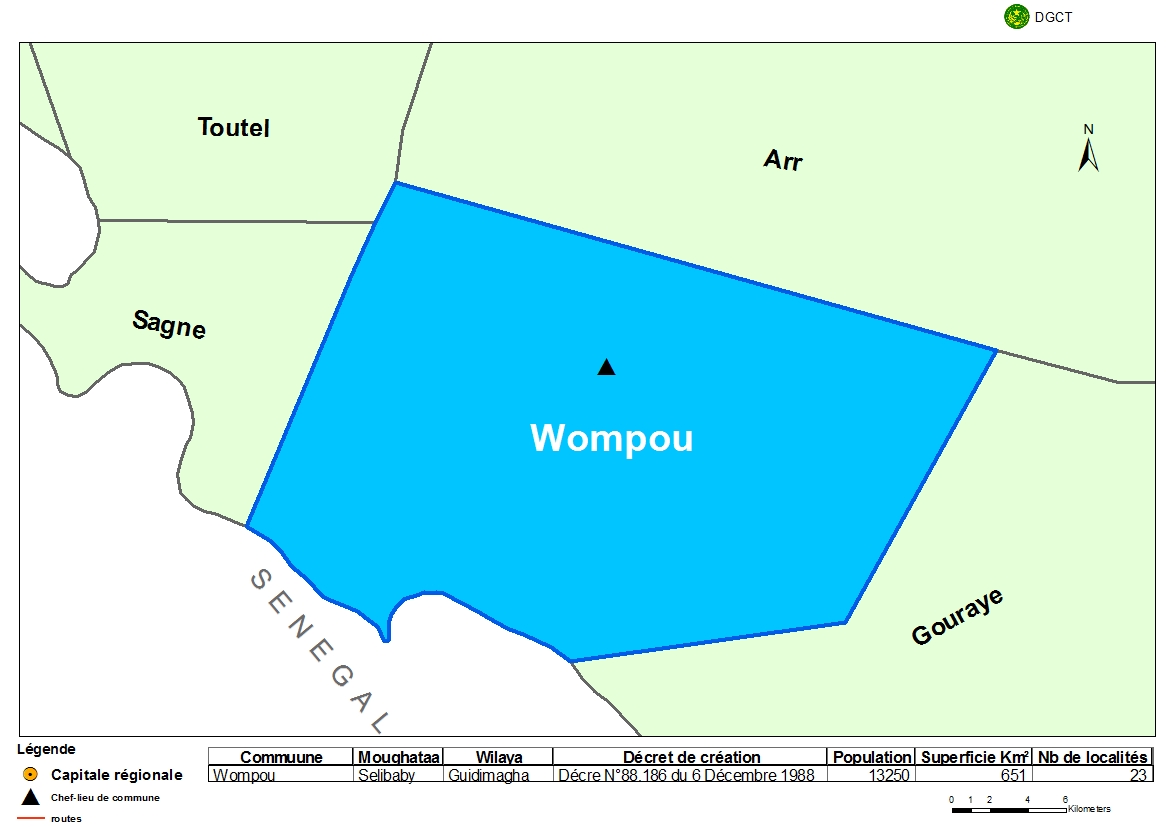 DGCT
Toutel
Arr
N
Sagne
Wompou
Gouraye
SENEGAL
Légende
Capitale régionale
Chef-lieu de commune
routes
Commuune Moughataa Wilaya Décret de création Population Superficie Km² Nb de localités
Wompou Selibaby Guidimagha Décre N°88.186 du 6 Décembre 1988 13250 651 23
0 1 2 4 6
Kilometers